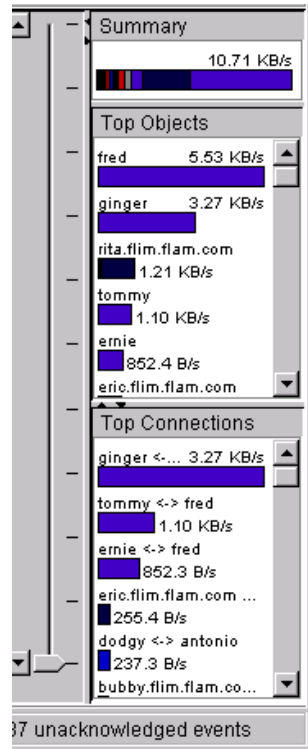 Summary
10.71 KB/s
Top Objects
fred 5.53 KB/s
ginger 3.27 KB/s
rita.flim.flam.com
1.21 KB/s
tommy
1.10 KB/s
ernie
852.4 B/s
eric.flim.flam.com
Top Connections
ginger <-... 3.27 KB/s
tommy <-> fred
1.10 KB/s
ernie <-> fred
852.3 B/s
eric.flim.flam.com ...
255.4 B/s
dodgy <-> antonio
237.3 B/s
bubby.flim.flam.co...
37 unacknowledged events